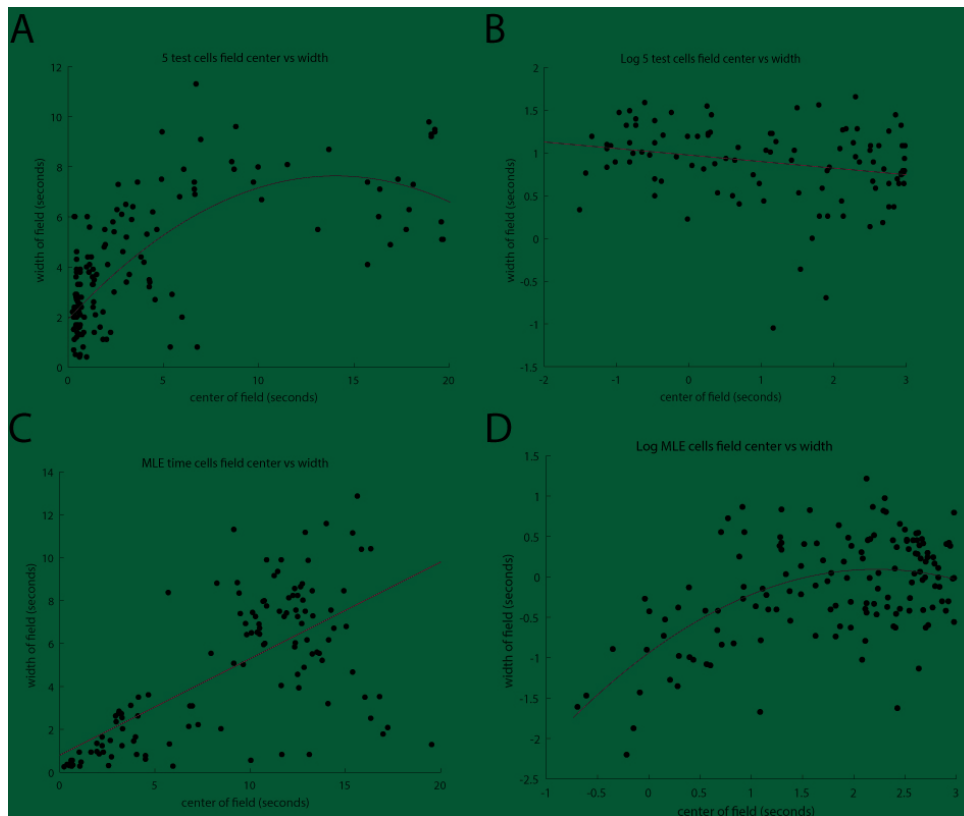 A
5 test cells field center vs width
12
10
8
6
4
2
0
0 5 10 15 20
width of field (seconds)
center of field (seconds)
B
Log 5 test cells field center vs width
2
1.5
1
0.5
0
-0.5
-1
-1.5
-2 -1 0 1 2 3
width of field (seconds)
center of field (seconds)
C
MLE time cells field center vs width
14
12
10
8
6
4
2
0
0 5 10 15 20
width of field (seconds)
center of field (seconds)
D
Log MLE cells field center vs width
1.5
1
0.5
0
-0.5
-1
-1.5
-2
-2.5
-1 -0.5 0 0.5 1 1.5 2 2.5 3
width of field (seconds)
center of field (seconds)